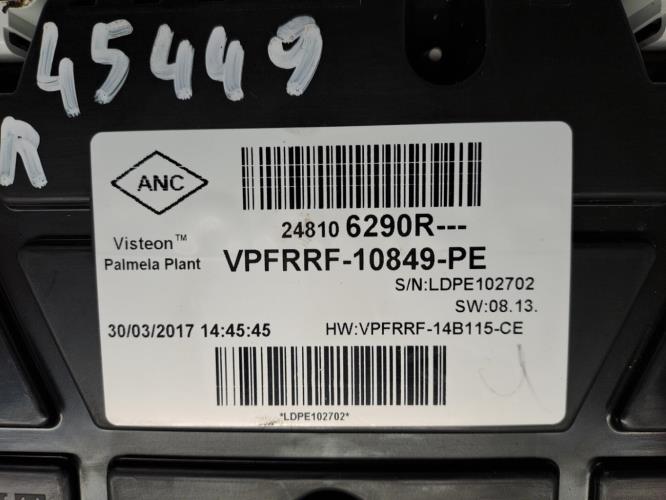 45449
R
ANC
24810 6290R---
Visteon™
Palmela Plant
VPFRRF-10849-PE
S/N:LDPE102702
SW:08.13.
30/03/2017 14:45:45
HW:VPFRRF-14B115-CE
*LDPE102702*